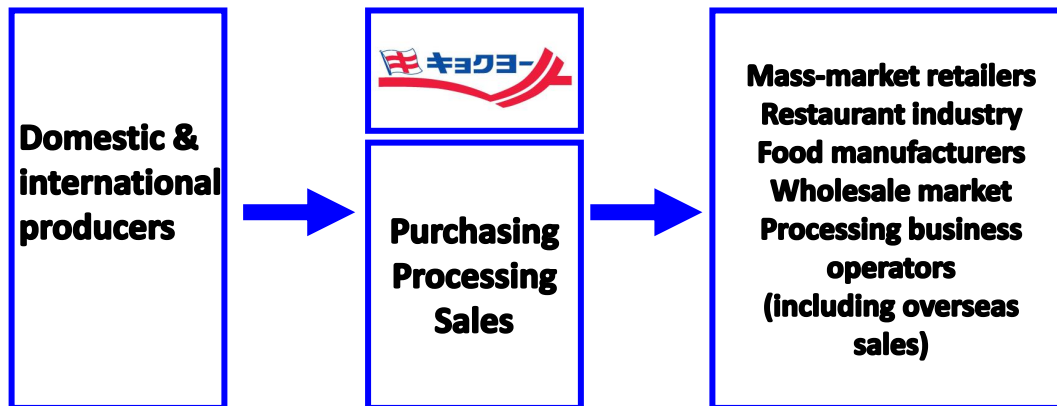 Domestic &
international
producers
キョクヨー
Purchasing
Processing
Sales
Mass-market retailers
Restaurant industry
Food manufacturers
Wholesale market
Processing business
operators
(including overseas
sales)